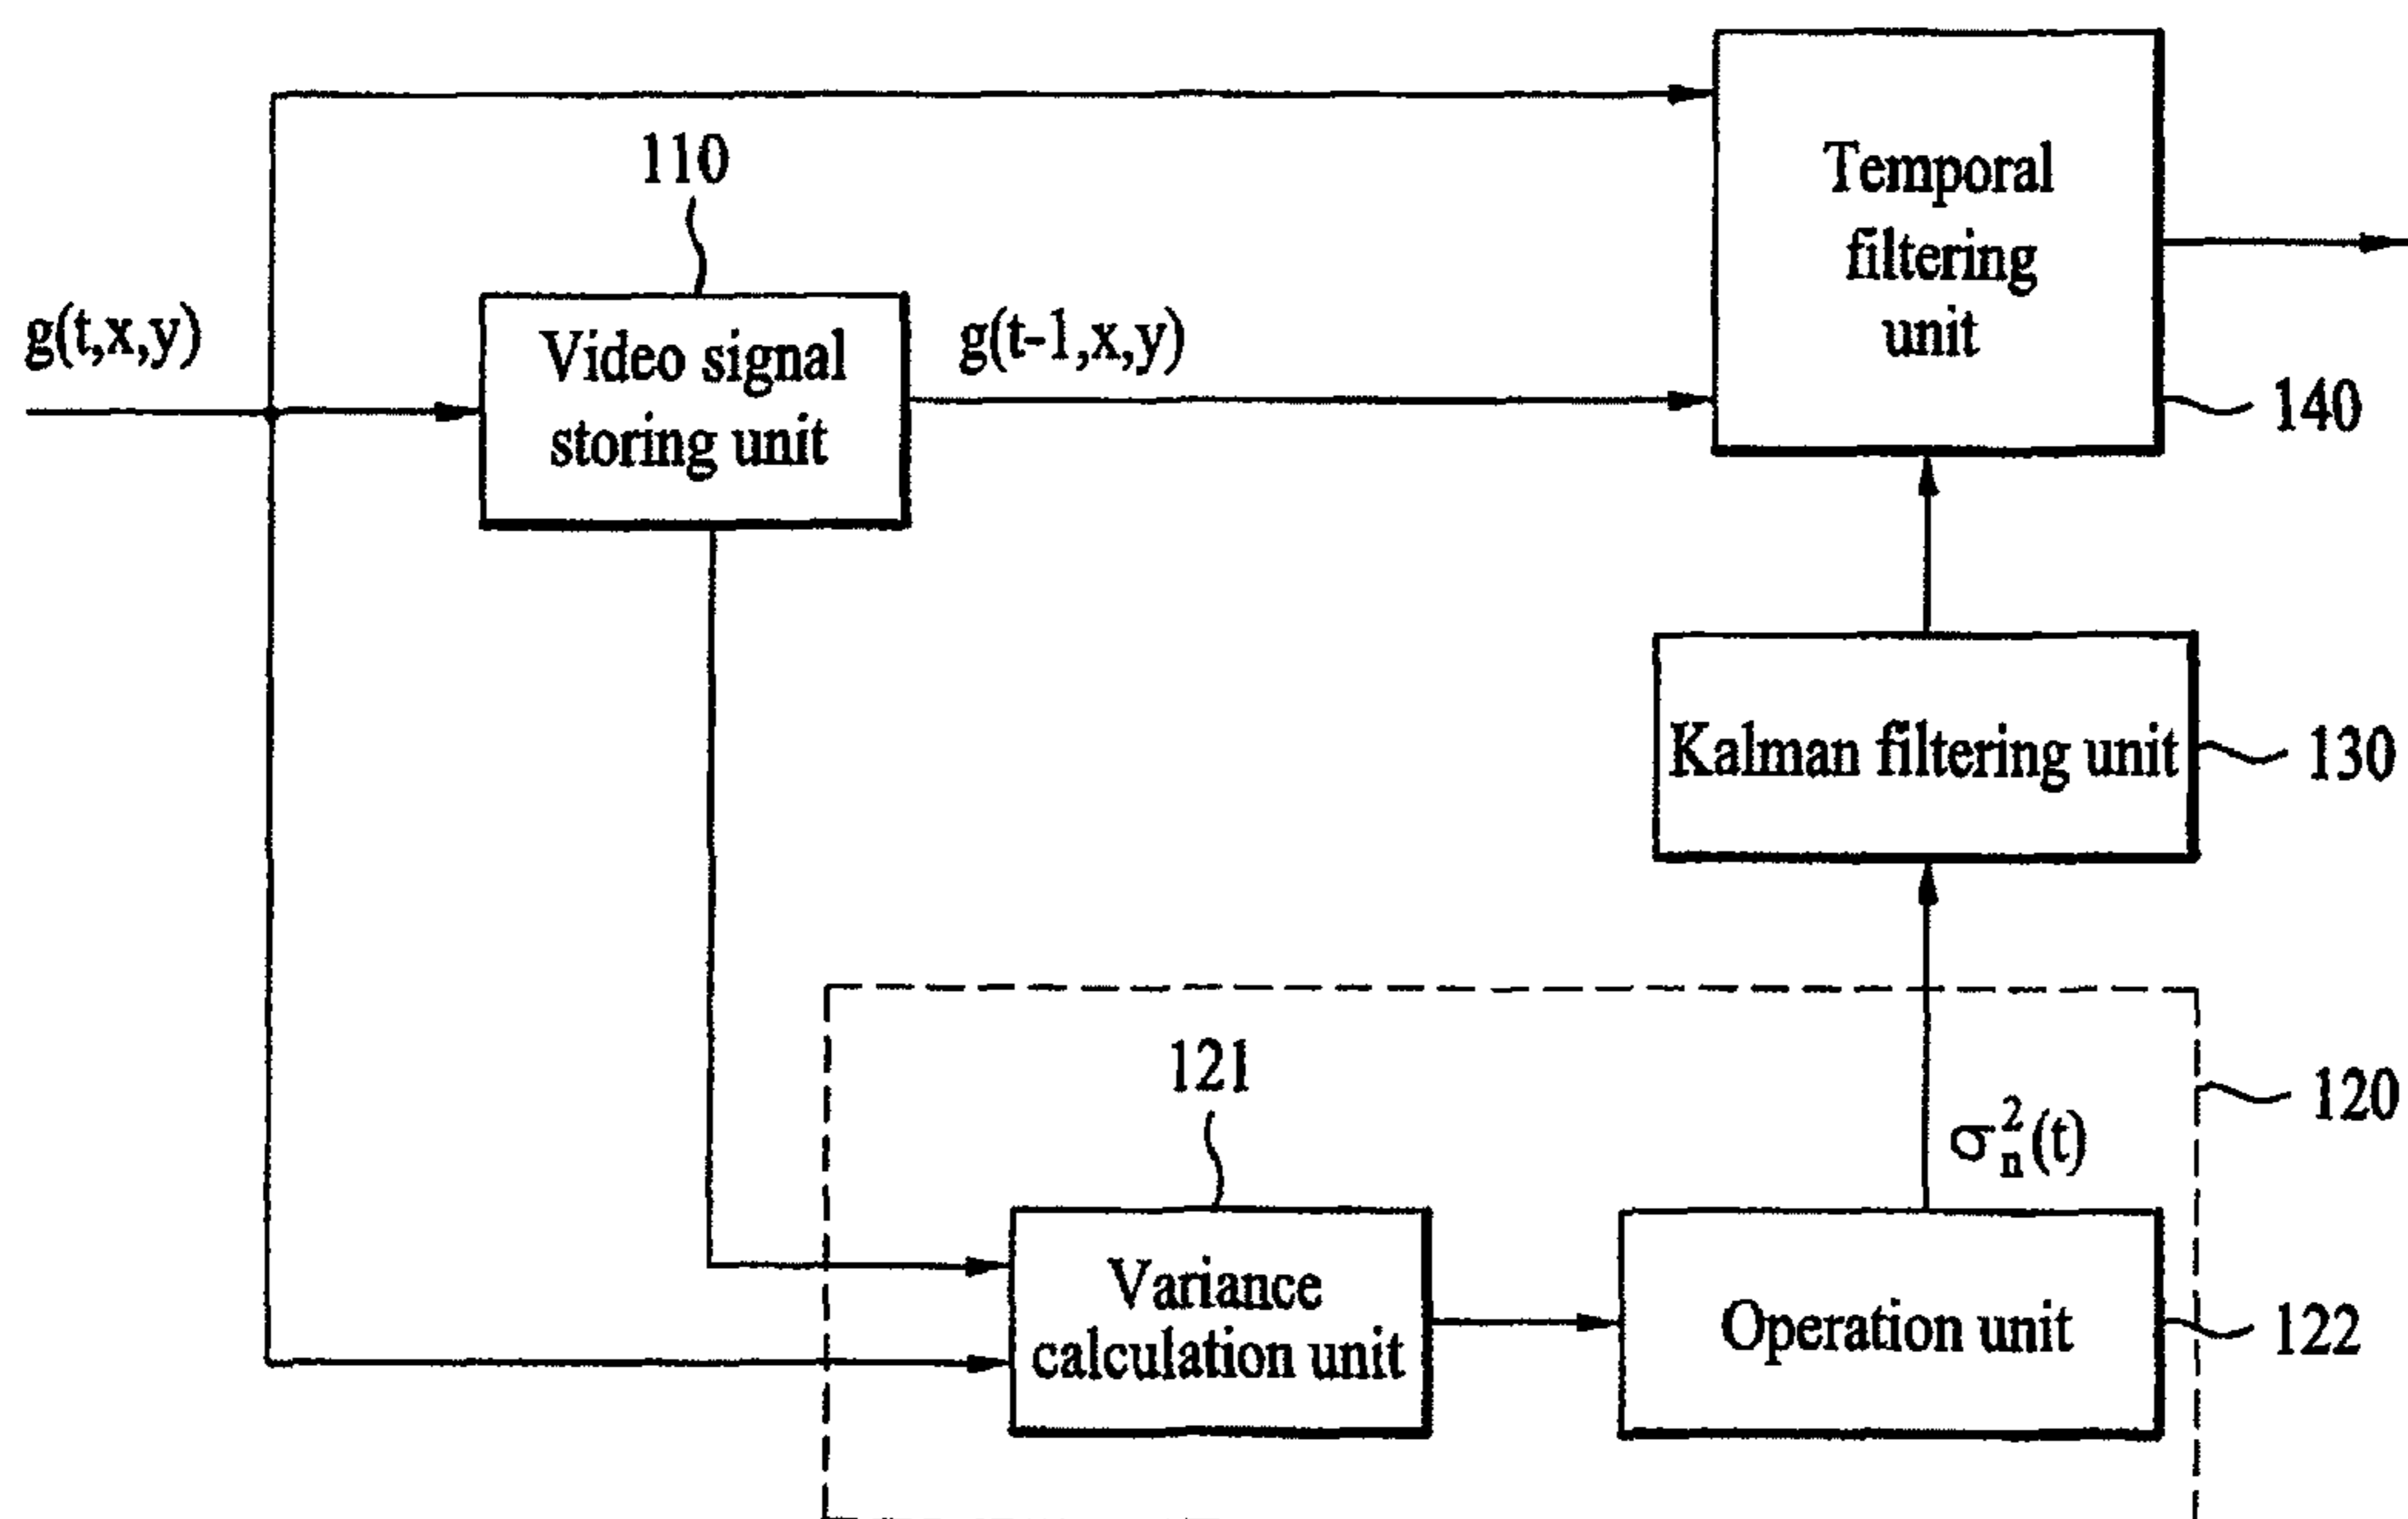 110
g(t,x,y)
Video signal
storing unit
g(t-1,x,y)
Temporal
filtering
unit
140
Kalman filtering unit
130
120
σ²ₙ(t)
121
Variance
calculation unit
Operation unit
122